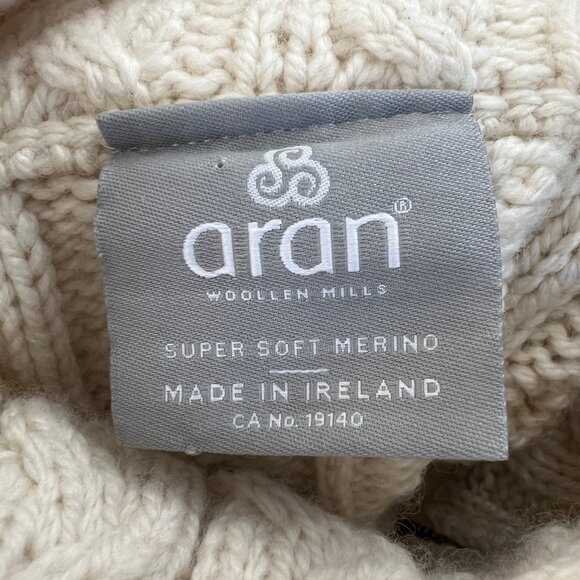 aran®
WOOLLEN MILLS
SUPER SOFT MERINO
MADE IN IRELAND
CA No. 19140